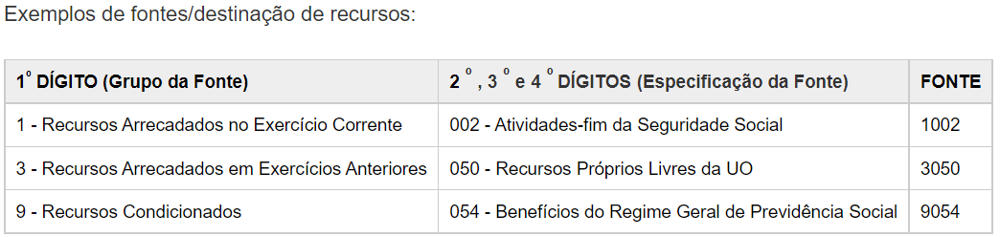 Exemplos de fontes/destinação de recursos:
1º DÍGITO (Grupo da Fonte) 2 º , 3 º e 4 º DÍGITOS (Especificação da Fonte) FONTE
1 - Recursos Arrecadados no Exercício Corrente 002 - Atividades-fim da Seguridade Social 1002
3 - Recursos Arrecadados em Exercícios Anteriores 050 - Recursos Próprios Livres da UO 3050
9 - Recursos Condicionados 054 - Benefícios do Regime Geral de Previdência Social 9054